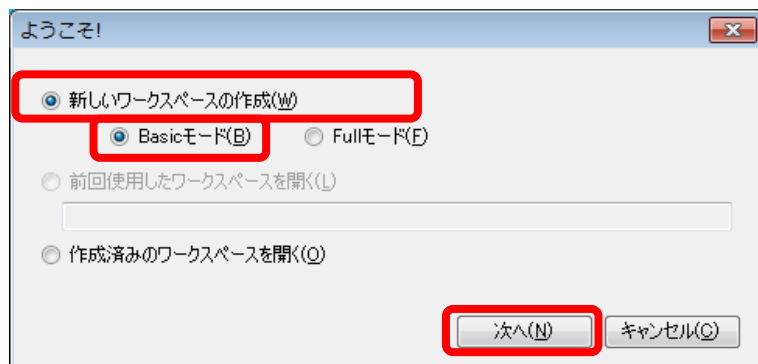 ようこそ!
新しいワークスペースの作成(W)
Basicモード(B) Fullモード(F)
前回使用したワークスペースを開く(L)
作成済みのワークスペースを開く(O)
次へ(N) キャンセル(C)